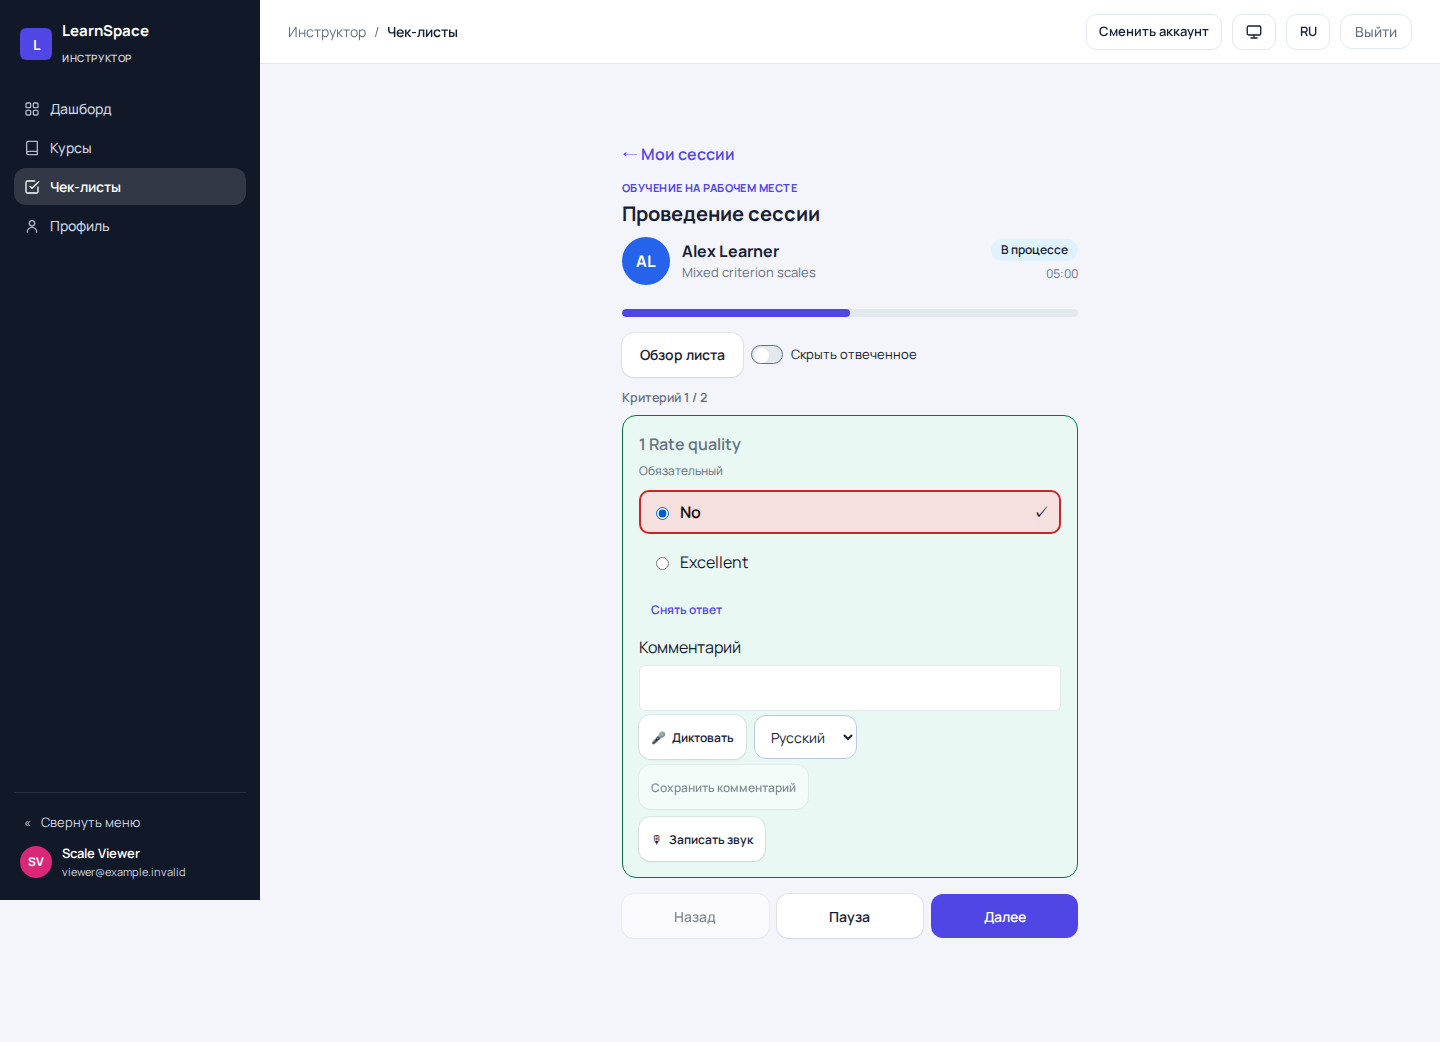 L
LearnSpace
ИНСТРУКТОР
Дашборд
Курсы
Чек-листы
Профиль
« Свернуть меню
SV
Scale Viewer
viewer@example.invalid
Инструктор / Чек-листы
Сменить аккаунт
RU
Выйти
← Мои сессии
ОБУЧЕНИЕ НА РАБОЧЕМ МЕСТЕ
Проведение сессии
AL
Alex Learner
Mixed criterion scales
В процессе
05:00
Обзор листа
Скрыть отвеченное
Критерий 1 / 2
1 Rate quality
Обязательный
No ✓
Excellent
Снять ответ
Комментарий
Диктовать
Русский
Сохранить комментарий
Записать звук
Назад
Пауза
Далее